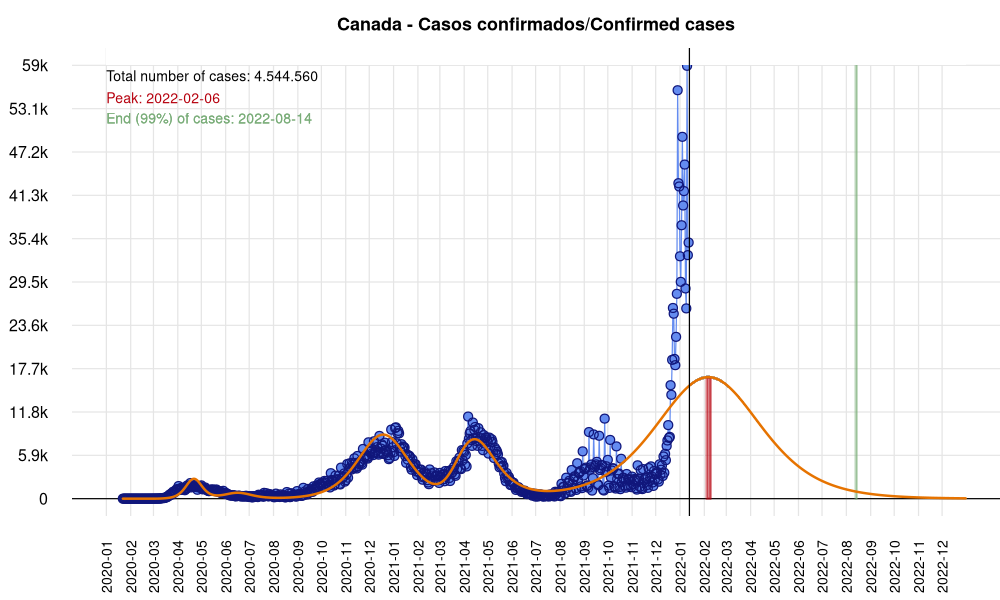 Canada - Casos confirmados/Confirmed cases
Total number of cases: 4.544.560
Peak: 2022-02-06
End (99%) of cases: 2022-08-14
59k
53.1k
47.2k
41.3k
35.4k
29.5k
23.6k
17.7k
11.8k
5.9k
0
2020-01
2020-02
2020-03
2020-04
2020-05
2020-06
2020-07
2020-08
2020-09
2020-10
2020-11
2020-12
2021-01
2021-02
2021-03
2021-04
2021-05
2021-06
2021-07
2021-08
2021-09
2021-10
2021-11
2021-12
2022-01
2022-02
2022-03
2022-04
2022-05
2022-06
2022-07
2022-08
2022-09
2022-10
2022-11
2022-12